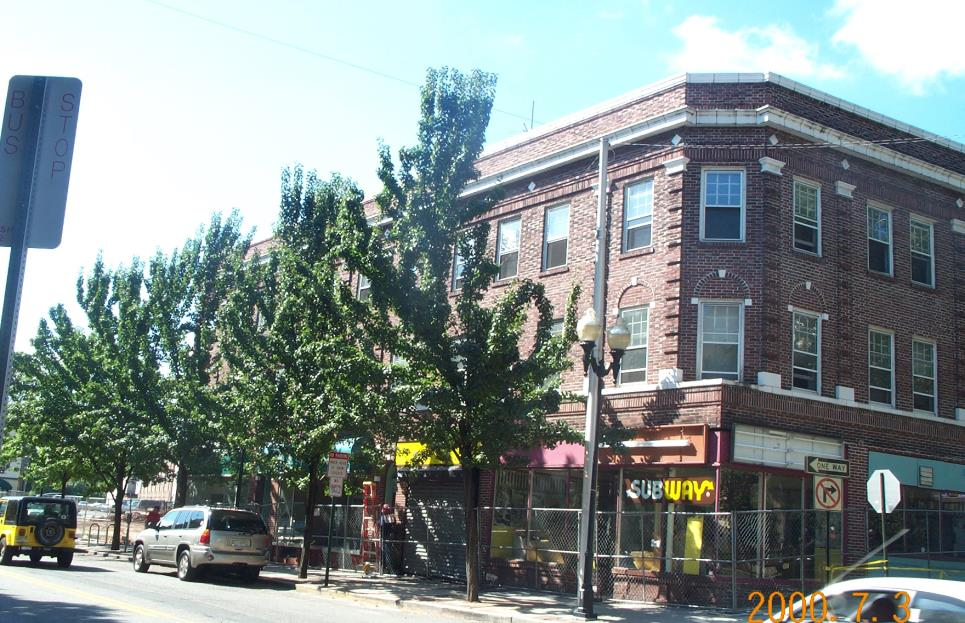 BUS
STOP
SUBWAY
ONE WAY
2000. 7. 3